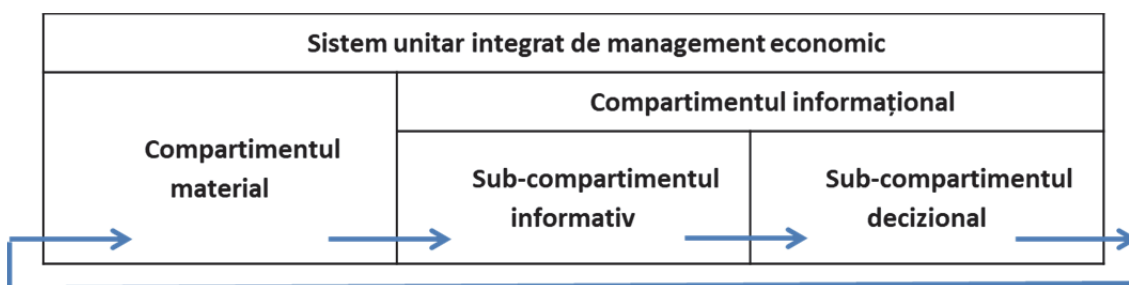 Sistem unitar integrat de management economic
Compartimentul informațional
Compartimentul
material
Sub-compartimentul
informativ
Sub-compartimentul
decizional